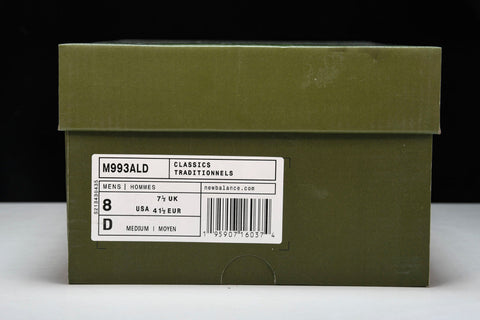 M993ALD
CLASSICS
TRADITIONNELS
MENS | HOMMES
newbalance.com
8
7½ UK
USA 41½ EUR
D
MEDIUM | MOYEN
1 95907 16037 4